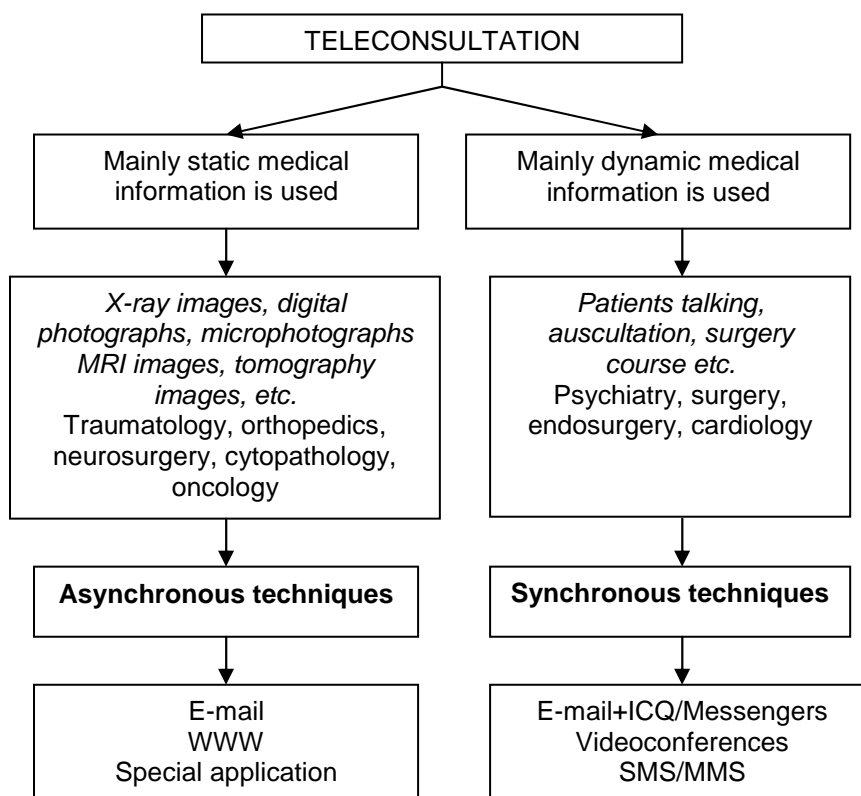 TELECONSULTATION
Mainly static medical
information is used
Mainly dynamic medical
information is used
X-ray images, digital
photographs, microphotographs
MRI images, tomography
images, etc.
Traumatology, orthopedics,
neurosurgery, cytopathology,
oncology
Patients talking,
auscultation, surgery
course etc.
Psychiatry, surgery,
endosurgery, cardiology
Asynchronous techniques
Synchronous techniques
E-mail
WWW
Special application
E-mail+ICQ/Messengers
Videoconferences
SMS/MMS